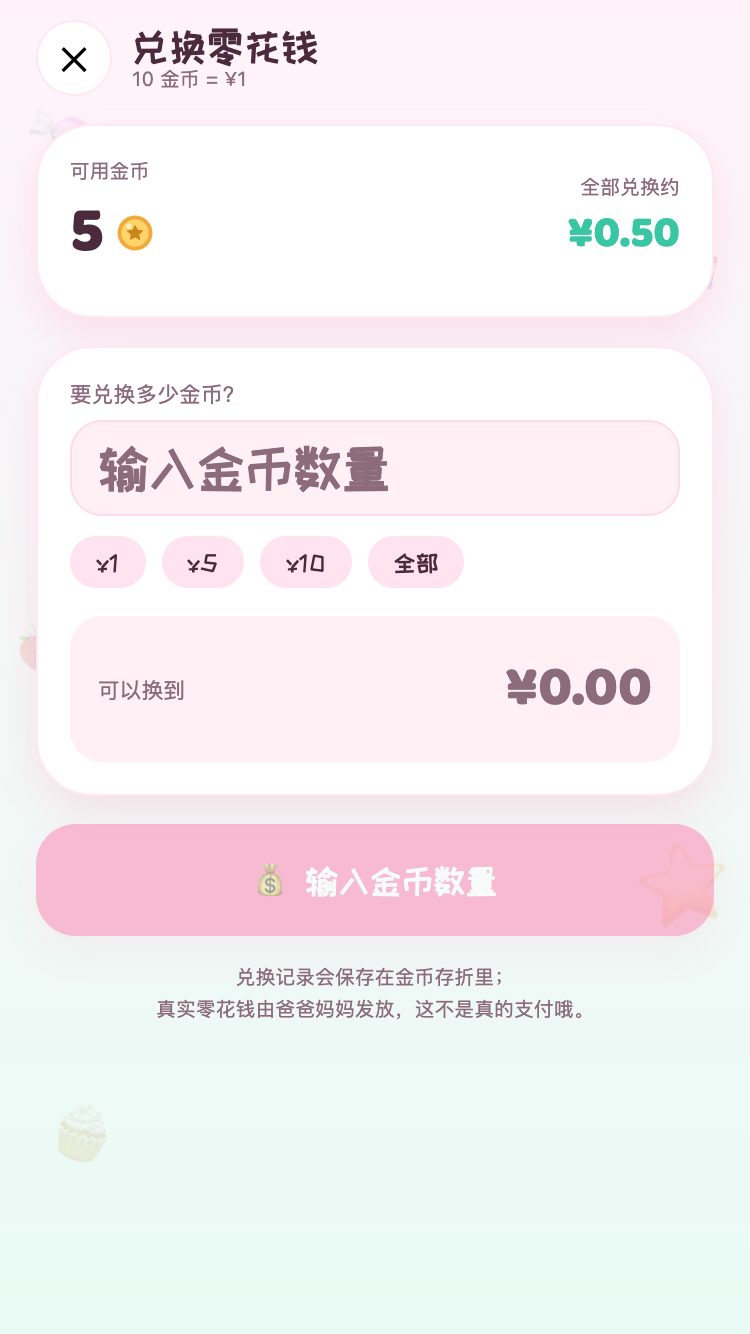 兑换零花钱
10 金币 = ¥1
可用金币
5
全部兑换约
¥0.50
要兑换多少金币?
输入金币数量
¥1 ¥5 ¥10 全部
可以换到
¥0.00
输入金币数量
兑换记录会保存在金币存折里；
真实零花钱由爸爸妈妈发放，这不是真的支付哦。